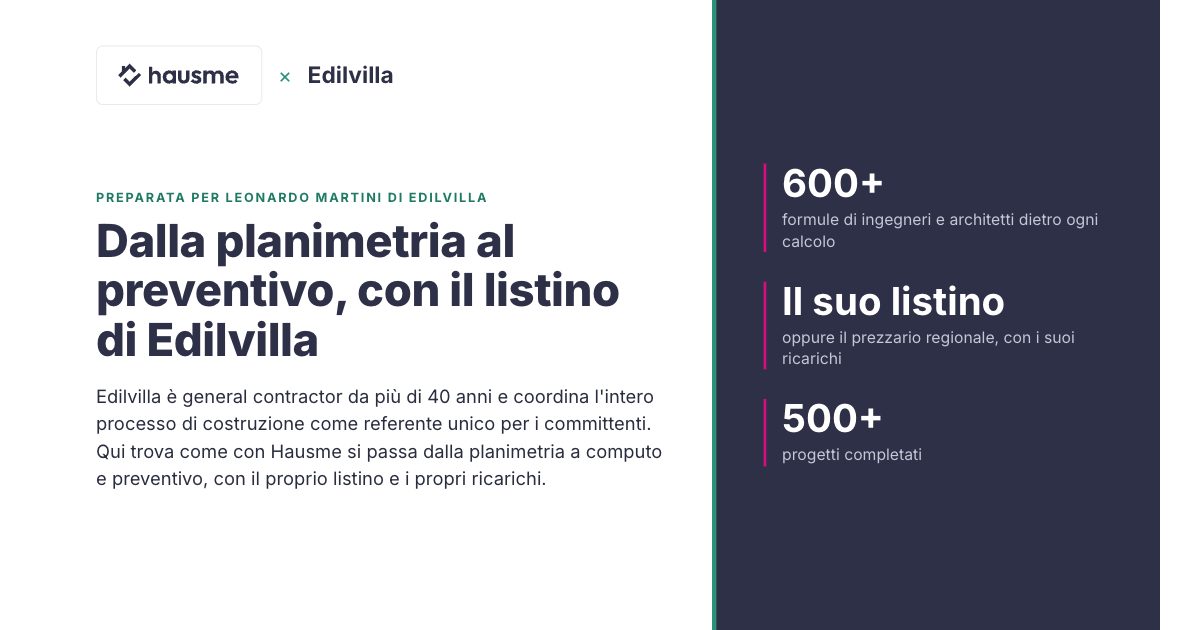 hausme × Edilvilla
PREPARATA PER LEONARDO MARTINI DI EDILVILLA
Dalla planimetria al
preventivo, con il listino
di Edilvilla
Edilvilla è general contractor da più di 40 anni e coordina l'intero
processo di costruzione come referente unico per i committenti.
Qui trova come con Hausme si passa dalla planimetria a computo
e preventivo, con il proprio listino e i propri ricarichi.
600+
formule di ingegneri e architetti dietro ogni
calcolo
Il suo listino
oppure il prezzario regionale, con i suoi
ricarichi
500+
progetti completati